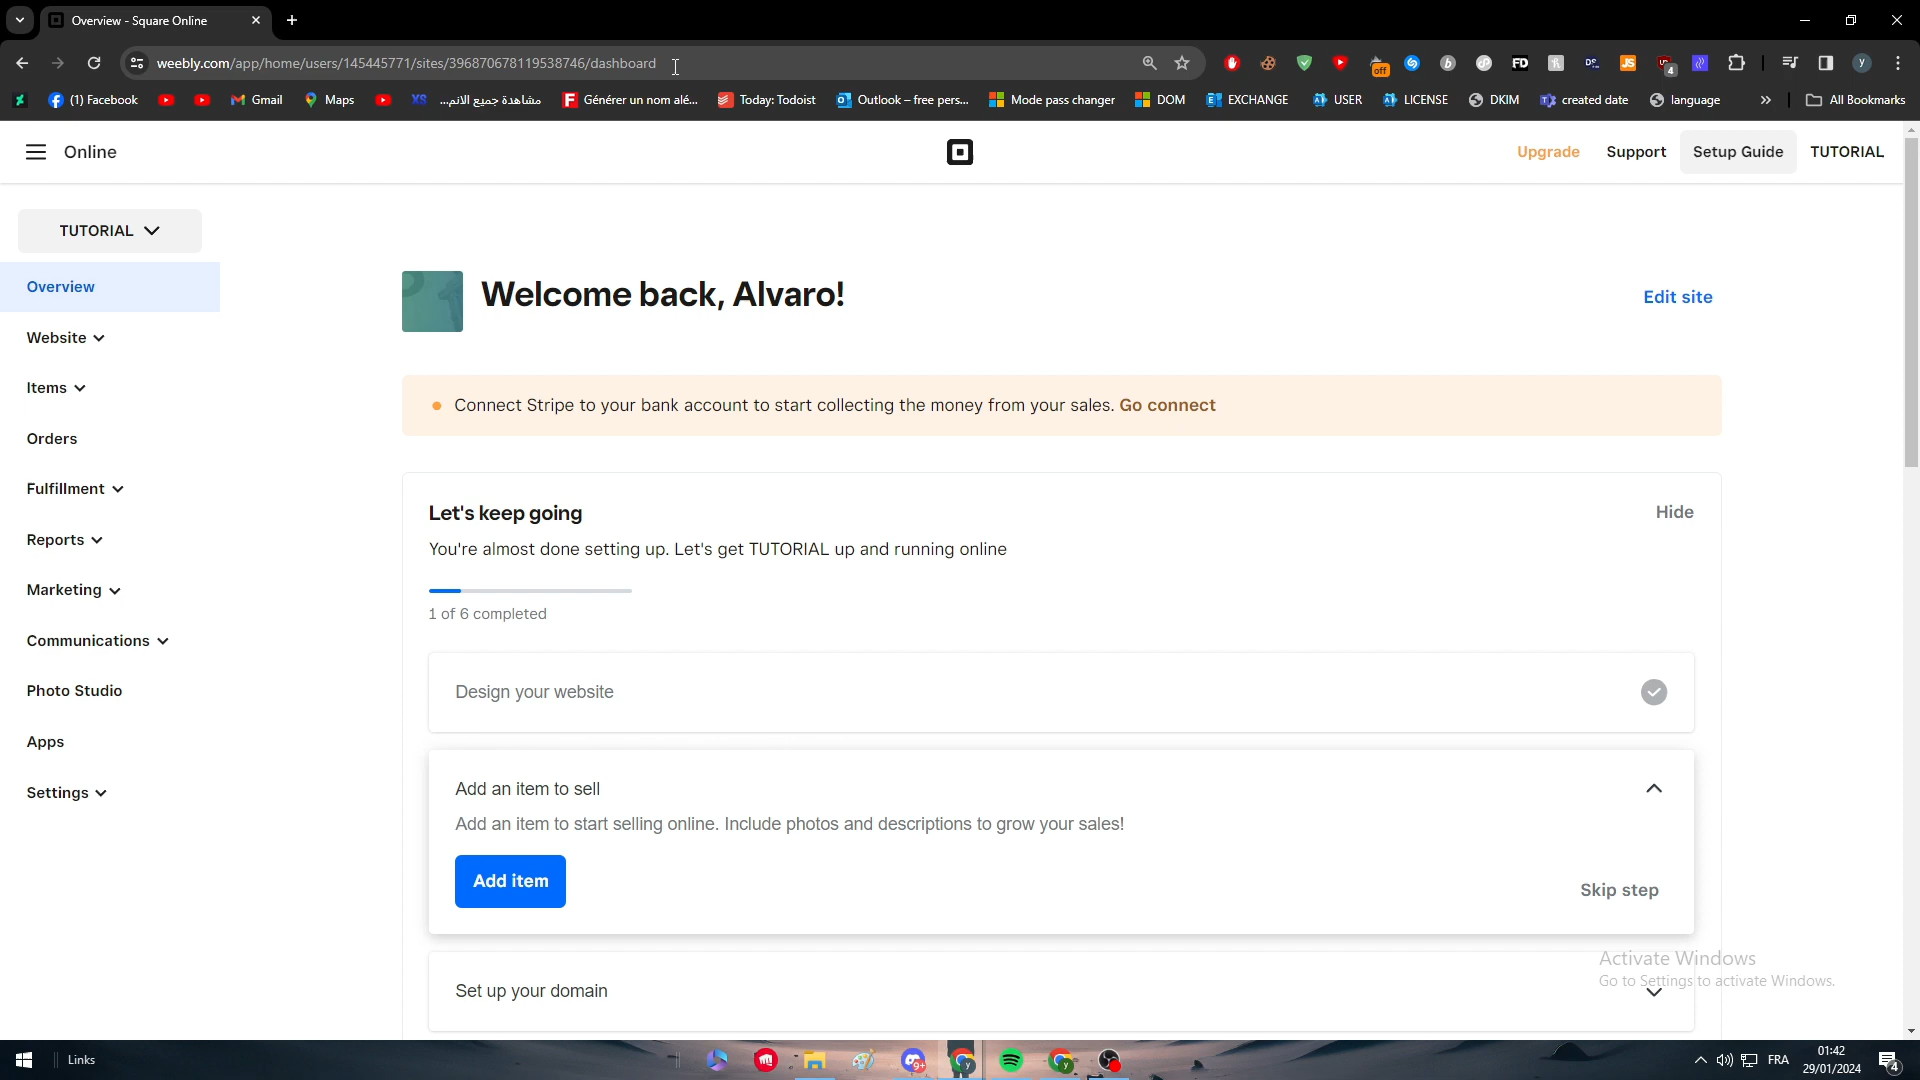 Overview - Square Online
weebly.com/app/home/users/145445771/sites/396870678119538746/dashboard
off
FD
JS
4
y
(1) Facebook
Gmail
Maps
مشاهدة جميع الانم...
Générer un nom alé...
Today: Todoist
Outlook – free pers...
Mode pass changer
DOM
EXCHANGE
USER
LICENSE
DKIM
created date
language
All Bookmarks
Online
Upgrade
Support
Setup Guide
TUTORIAL
TUTORIAL
Overview
Website
Items
Orders
Fulfillment
Reports
Marketing
Communications
Photo Studio
Apps
Settings
Welcome back, Alvaro!
Edit site
Connect Stripe to your bank account to start collecting the money from your sales. Go connect
Let's keep going
Hide
You're almost done setting up. Let's get TUTORIAL up and running online
1 of 6 completed
Design your website
Add an item to sell
Add an item to start selling online. Include photos and descriptions to grow your sales!
Add item
Skip step
Set up your domain
Activate Windows
Go to Settings to activate Windows.
Links
9+
FRA
01:42
29/01/2024
4